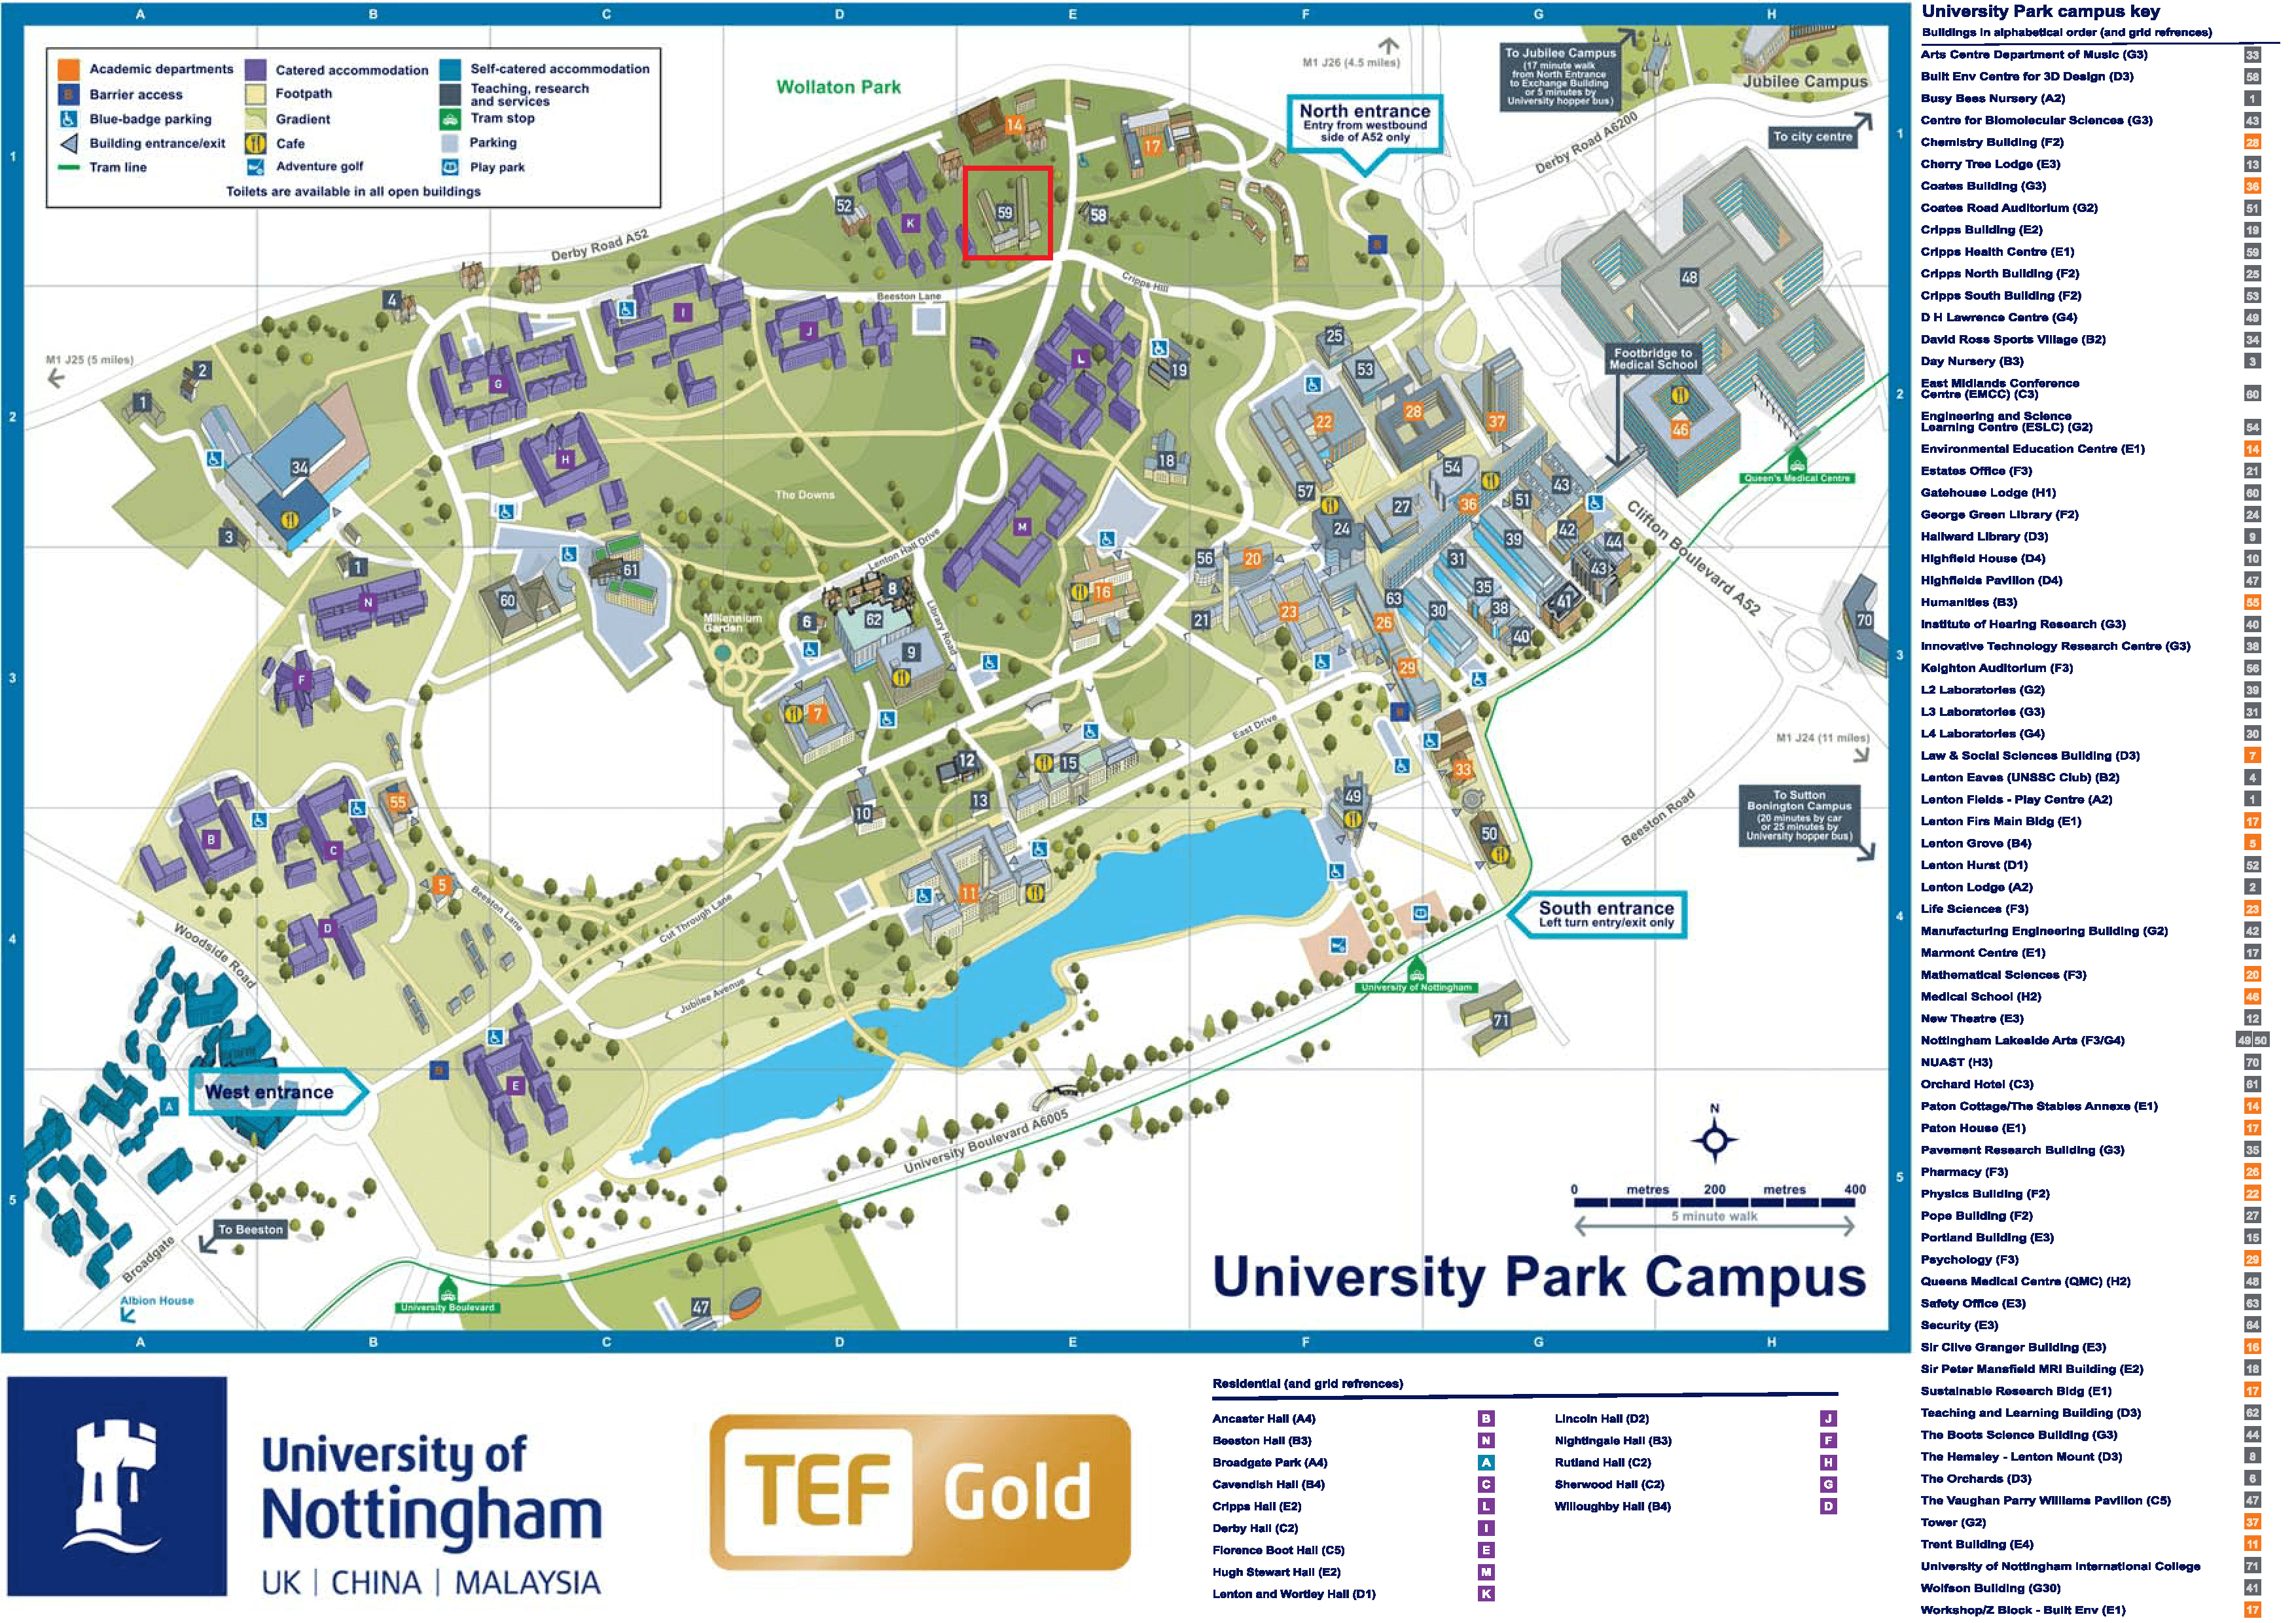 A B C D E F G H
Academic departments
Barrier access
Blue-badge parking
Building entrance/exit
Tram line
Catered accommodation
Footpath
Gradient
Cafe
Adventure golf
Self-catered accommodation
Teaching, research
and services
Tram stop
Parking
Play park
Toilets are available in all open buildings
Wollaton Park
M1 J26 (4.5 miles)
North entrance
Entry from westbound
side of A52 only
To Jubilee Campus
(17 minute walk
from North Entrance
to Exchange Building
or 5 minutes by
University hopper bus)
Jubilee Campus
To city centre
Derby Road A6200
Derby Road A52
Beeston Lane
Cripps Hill
M1 J25 (5 miles)
Footbridge to
Medical School
Queen's Medical Centre
Clifton Boulevard A52
The Downs
Lenton Hall Drive
Library Road
Millennium
Garden
East Drive
M1 J24 (11 miles)
To Sutton
Bonington Campus
(20 minutes by car
or 25 minutes by
University hopper bus)
Beeston Road
South entrance
Left turn entry/exit only
Woodside Road
Beeston Lane
Cut Through Lane
Jubilee Avenue
University of Nottingham
West entrance
University Boulevard A6005
To Beeston
Broadgate
Albion House
University Boulevard
N
0 metres 200 metres 400
5 minute walk
University Park Campus
A B C D E F G H
University Park campus key
Buildings in alphabetical order (and grid refrences)
Arts Centre Department of Music (G3) 33
Built Env Centre for 3D Design (D3) 58
Busy Bees Nursery (A2) 1
Centre for Biomolecular Sciences (G3) 43
Chemistry Building (F2) 28
Cherry Tree Lodge (E3) 13
Coates Building (G3) 36
Coates Road Auditorium (G2) 51
Cripps Building (E2) 19
Cripps Health Centre (E1) 59
Cripps North Building (F2) 25
Cripps South Building (F2) 53
D H Lawrence Centre (G4) 49
David Ross Sports Village (B2) 34
Day Nursery (B3) 3
East Midlands Conference
Centre (EMCC) (C3) 60
Engineering and Science
Learning Centre (ESLC) (G2) 54
Environmental Education Centre (E1) 14
Estates Office (F3) 21
Gatehouse Lodge (H1) 60
George Green Library (F2) 24
Hallward Library (D3) 9
Highfield House (D4) 10
Highfields Pavilion (D4) 47
Humanities (B3) 55
Institute of Hearing Research (G3) 40
Innovative Technology Research Centre (G3) 38
Keighton Auditorium (F3) 56
L2 Laboratories (G2) 39
L3 Laboratories (G3) 31
L4 Laboratories (G4) 30
Law & Social Sciences Building (D3) 7
Lenton Eaves (UNSSC Club) (B2) 4
Lenton Fields - Play Centre (A2) 1
Lenton Firs Main Bldg (E1) 17
Lenton Grove (B4) 5
Lenton Hurst (D1) 52
Lenton Lodge (A2) 2
Life Sciences (F3) 23
Manufacturing Engineering Building (G2) 42
Marmont Centre (E1) 17
Mathematical Sciences (F3) 20
Medical School (H2) 46
New Theatre (E3) 12
Nottingham Lakeside Arts (F3/G4) 49 50
NUAST (H3) 70
Orchard Hotel (C3) 61
Paton Cottage/The Stables Annexe (E1) 14
Paton House (E1) 17
Pavement Research Building (G3) 35
Pharmacy (F3) 26
Physics Building (F2) 22
Pope Building (F2) 27
Portland Building (E3) 15
Psychology (F3) 29
Queens Medical Centre (QMC) (H2) 48
Safety Office (E3) 63
Security (E3) 64
Sir Clive Granger Building (E3) 16
Sir Peter Mansfield MRI Building (E2) 18
Sustainable Research Bldg (E1) 17
Teaching and Learning Building (D3) 62
The Boots Science Building (G3) 44
The Hemsley - Lenton Mount (D3) 8
The Orchards (D3) 6
The Vaughan Parry Williams Pavilion (C5) 47
Tower (G2) 37
Trent Building (E4) 11
University of Nottingham International College 71
Wolfson Building (G30) 41
Workshop/Z Block - Built Env (E1) 17
Residential (and grid refrences)
Ancaster Hall (A4) B
Beeston Hall (B3) N
Broadgate Park (A4) A
Cavendish Hall (B4) C
Cripps Hall (E2) L
Derby Hall (C2) I
Florence Boot Hall (C5) E
Hugh Stewart Hall (E2) M
Lenton and Wortley Hall (D1) K
Lincoln Hall (D2) J
Nightingale Hall (B3) F
Rutland Hall (C2) H
Sherwood Hall (C2) G
Willoughby Hall (B4) D
University of
Nottingham
UK | CHINA | MALAYSIA
TEF Gold